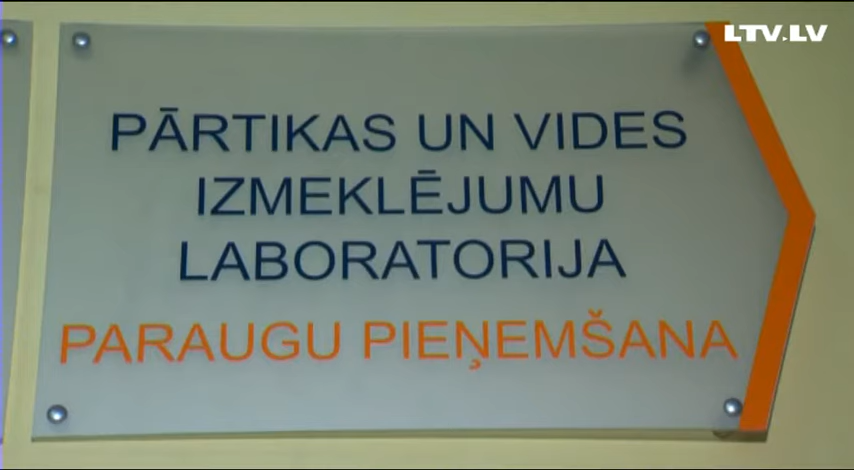 LTV.LV
PĀRTIKAS UN VIDES
IZMEKLĒJUMU
LABORATORIJA
PARAUGU PIEŅEMŠANA